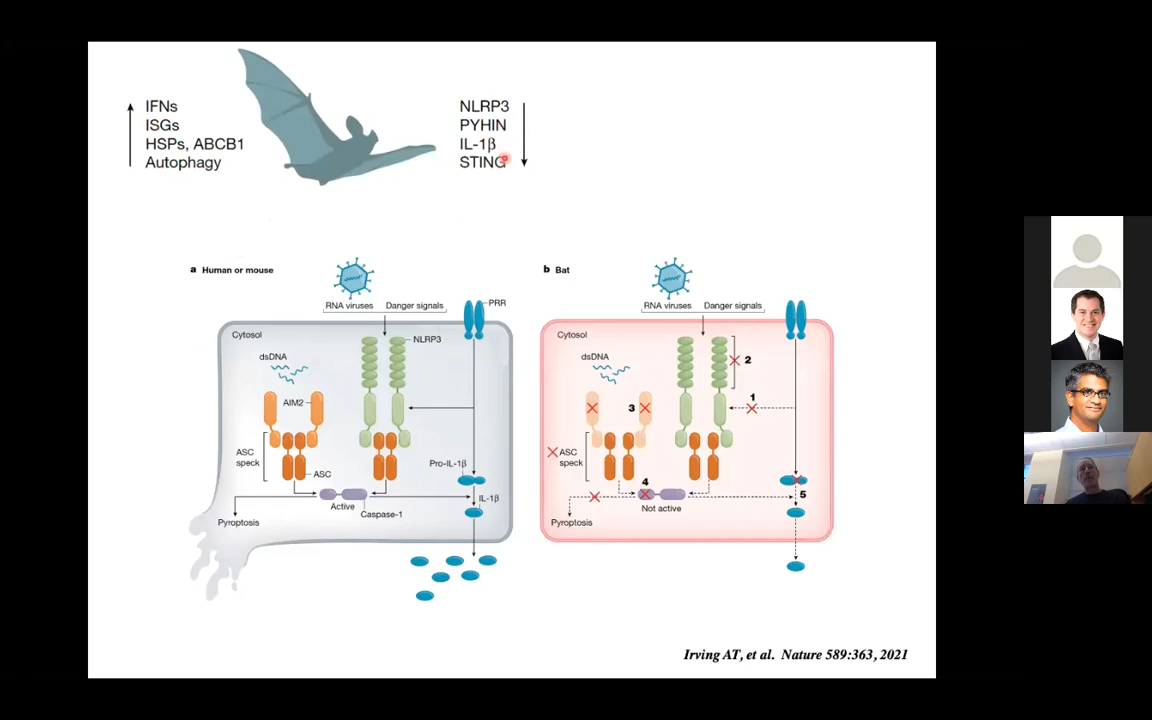 IFNs
ISGs
HSPs, ABCB1
Autophagy
NLRP3
PYHIN
IL-1β
STING
a Human or mouse
RNA viruses Danger signals
PRR
Cytosol
NLRP3
dsDNA
AIM2
ASC
speck
ASC
Pro-IL-1β
IL-1β
Active
Caspase-1
Pyroptosis
b Bat
RNA viruses Danger signals
Cytosol
2
dsDNA
1
3
ASC
speck
4
5
Not active
Pyroptosis
Irving AT, et al. Nature 589:363, 2021